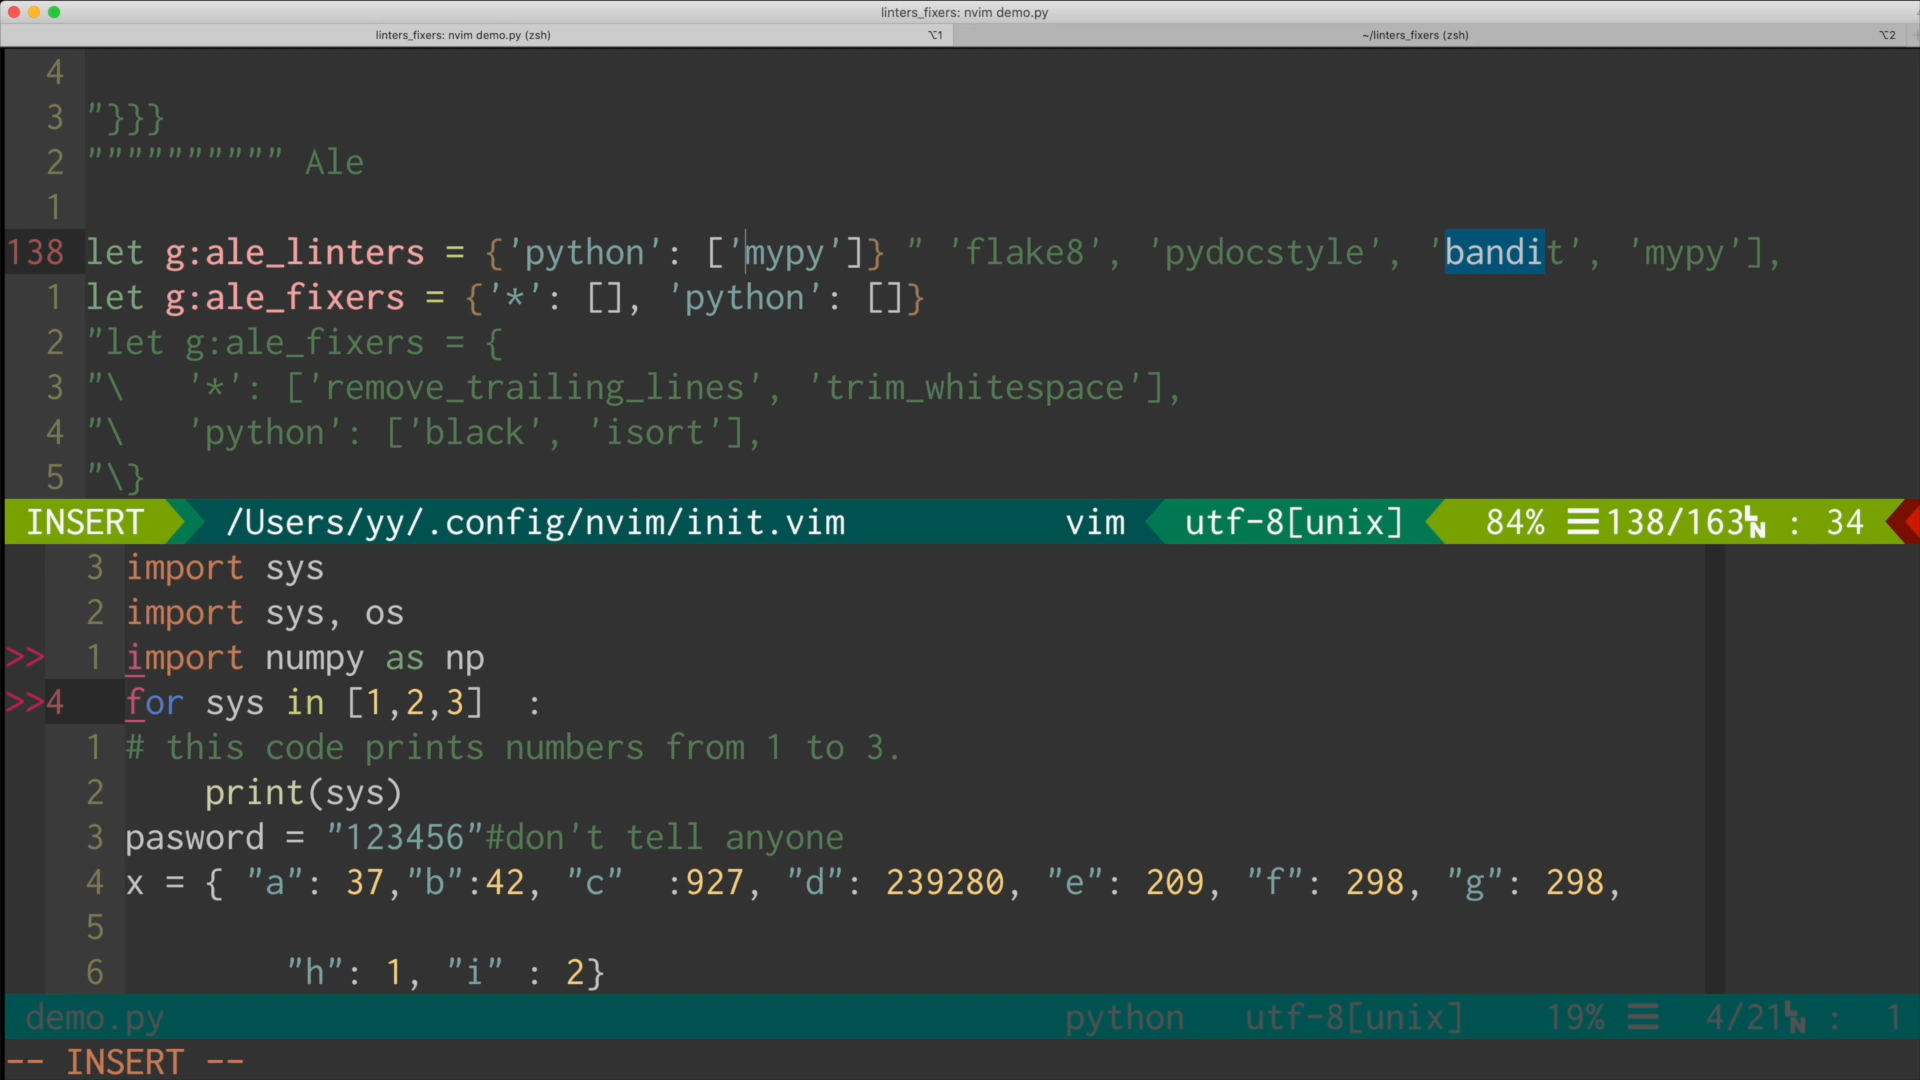 linters_fixers: nvim demo.py
linters_fixers: nvim demo.py (zsh) ⌥1 ~/linters_fixers (zsh) ⌥2
4
3 "}}}
2 """""""""" Ale
1
138 let g:ale_linters = {'python': ['mypy']} " 'flake8', 'pydocstyle', 'bandit', 'mypy'],
1 let g:ale_fixers = {'*': [], 'python': []}
2 "let g:ale_fixers = {
3 "\   '*': ['remove_trailing_lines', 'trim_whitespace'],
4 "\   'python': ['black', 'isort'],
5 "\}
INSERT /Users/yy/.config/nvim/init.vim vim utf-8[unix] 84% ☰138/163␤ : 34
3 import sys
2 import sys, os
>> 1 import numpy as np
>>4 for sys in [1,2,3]  :
1 # this code prints numbers from 1 to 3.
2     print(sys)
3 pasword = "123456"#don't tell anyone
4 x = { "a": 37,"b":42, "c"  :927, "d": 239280, "e": 209, "f": 298, "g": 298,
5
6         "h": 1, "i" : 2}
demo.py python utf-8[unix] 19% ☰ 4/21␤ : 1
-- INSERT --